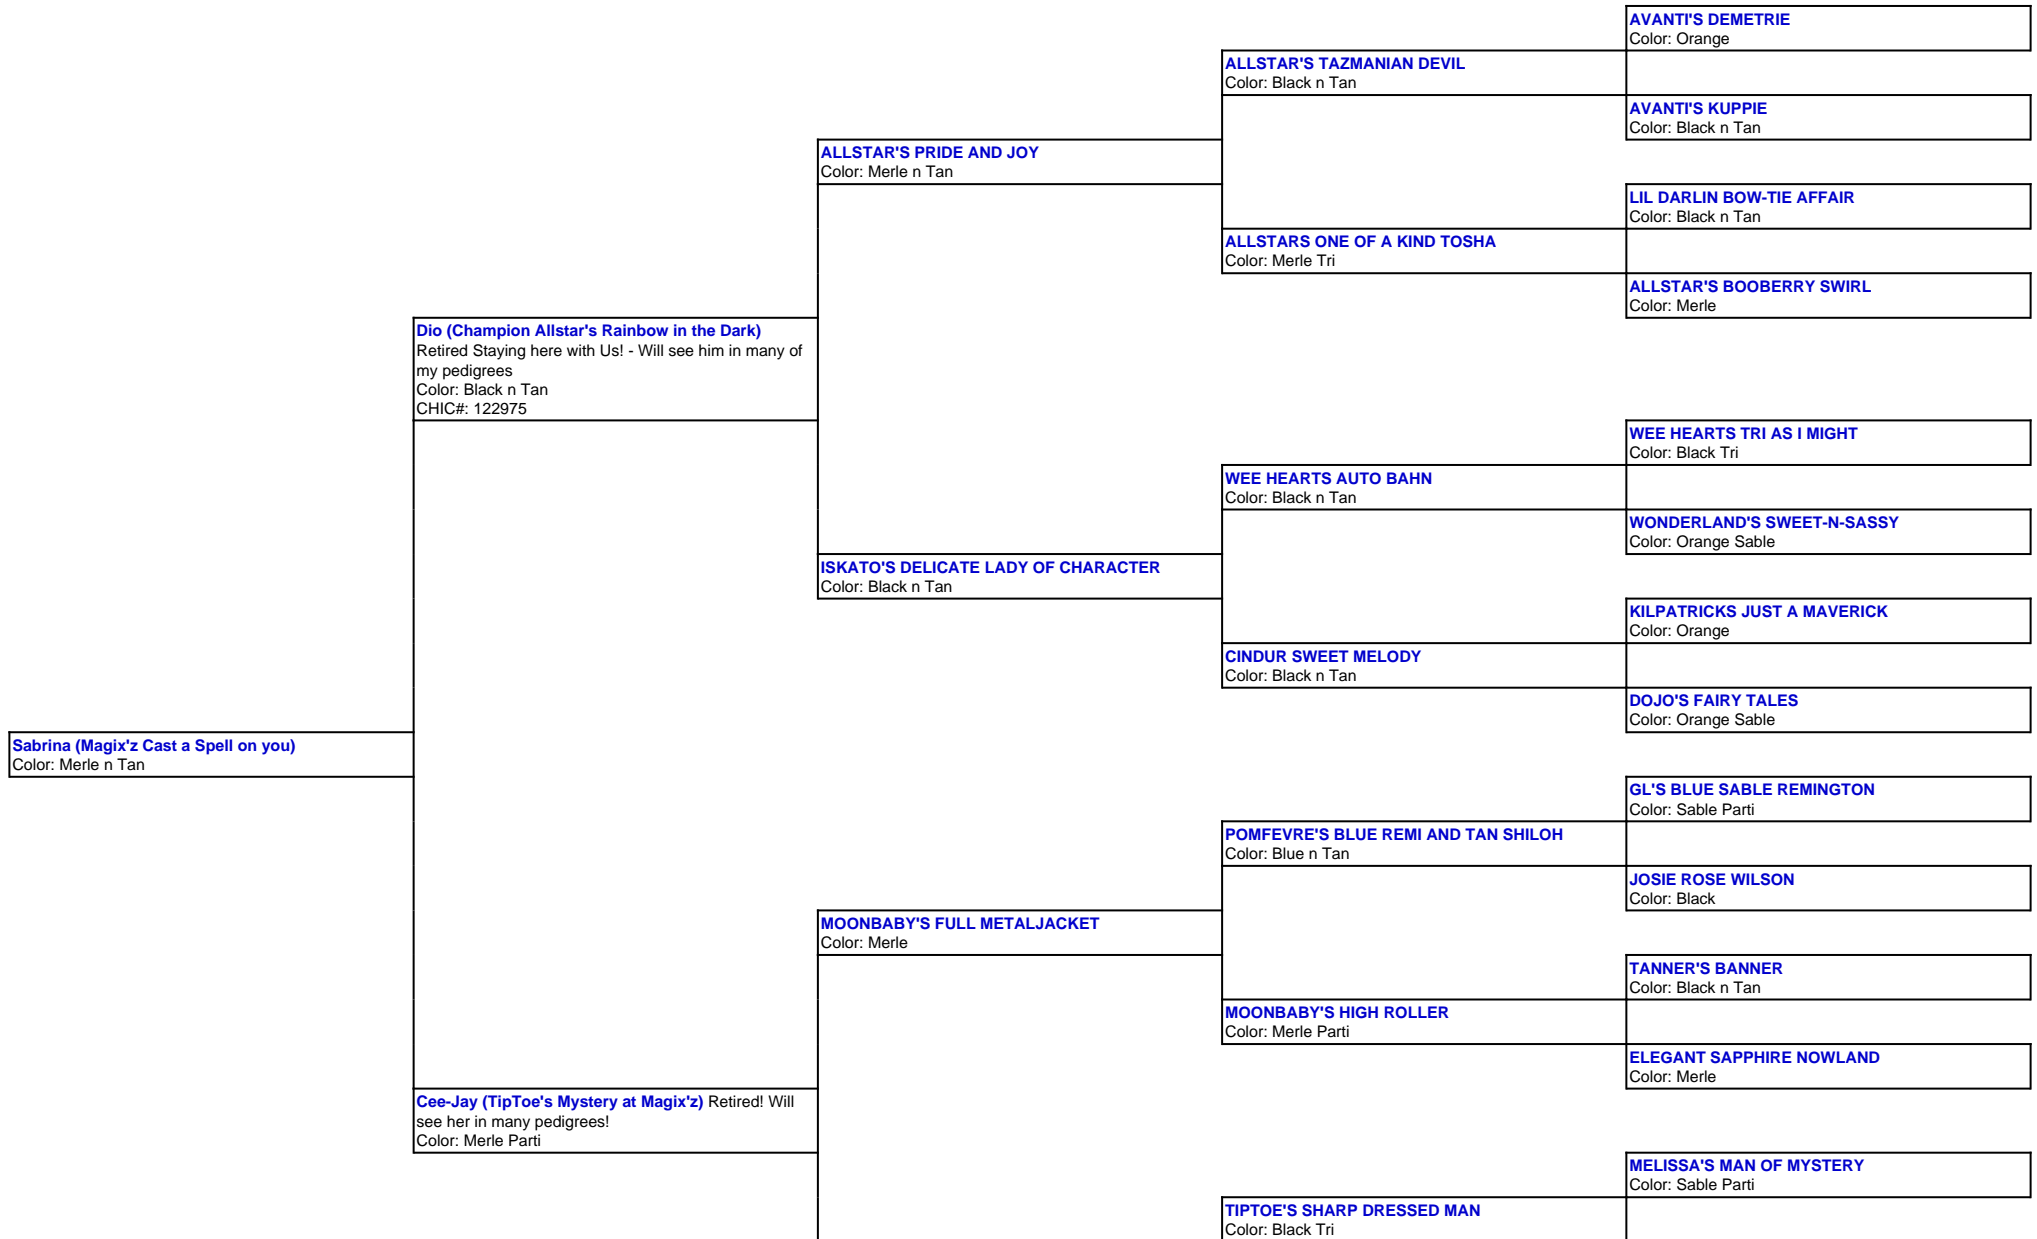 AVANTI'S DEMETRIE
Color: Orange
ALLSTAR'S TAZMANIAN DEVIL
Color: Black n Tan
AVANTI'S KUPPIE
Color: Black n Tan
ALLSTAR'S PRIDE AND JOY
Color: Merle n Tan
LIL DARLIN BOW-TIE AFFAIR
Color: Black n Tan
ALLSTARS ONE OF A KIND TOSHA
Color: Merle Tri
ALLSTAR'S BOOBERRY SWIRL
Color: Merle
Dio (Champion Allstar's Rainbow in the Dark)
Retired Staying here with Us! - Will see him in many of
my pedigrees
Color: Black n Tan
CHIC#: 122975
WEE HEARTS TRI AS I MIGHT
Color: Black Tri
WEE HEARTS AUTO BAHN
Color: Black n Tan
WONDERLAND'S SWEET-N-SASSY
Color: Orange Sable
ISKATO'S DELICATE LADY OF CHARACTER
Color: Black n Tan
KILPATRICKS JUST A MAVERICK
Color: Orange
CINDUR SWEET MELODY
Color: Black n Tan
DOJO'S FAIRY TALES
Color: Orange Sable
Sabrina (Magix'z Cast a Spell on you)
Color: Merle n Tan
GL'S BLUE SABLE REMINGTON
Color: Sable Parti
POMFEVRE'S BLUE REMI AND TAN SHILOH
Color: Blue n Tan
JOSIE ROSE WILSON
Color: Black
MOONBABY'S FULL METALJACKET
Color: Merle
TANNER'S BANNER
Color: Black n Tan
MOONBABY'S HIGH ROLLER
Color: Merle Parti
ELEGANT SAPPHIRE NOWLAND
Color: Merle
Cee-Jay (TipToe's Mystery at Magix'z) Retired! Will
see her in many pedigrees!
Color: Merle Parti
MELISSA'S MAN OF MYSTERY
Color: Sable Parti
TIPTOE'S SHARP DRESSED MAN
Color: Black Tri